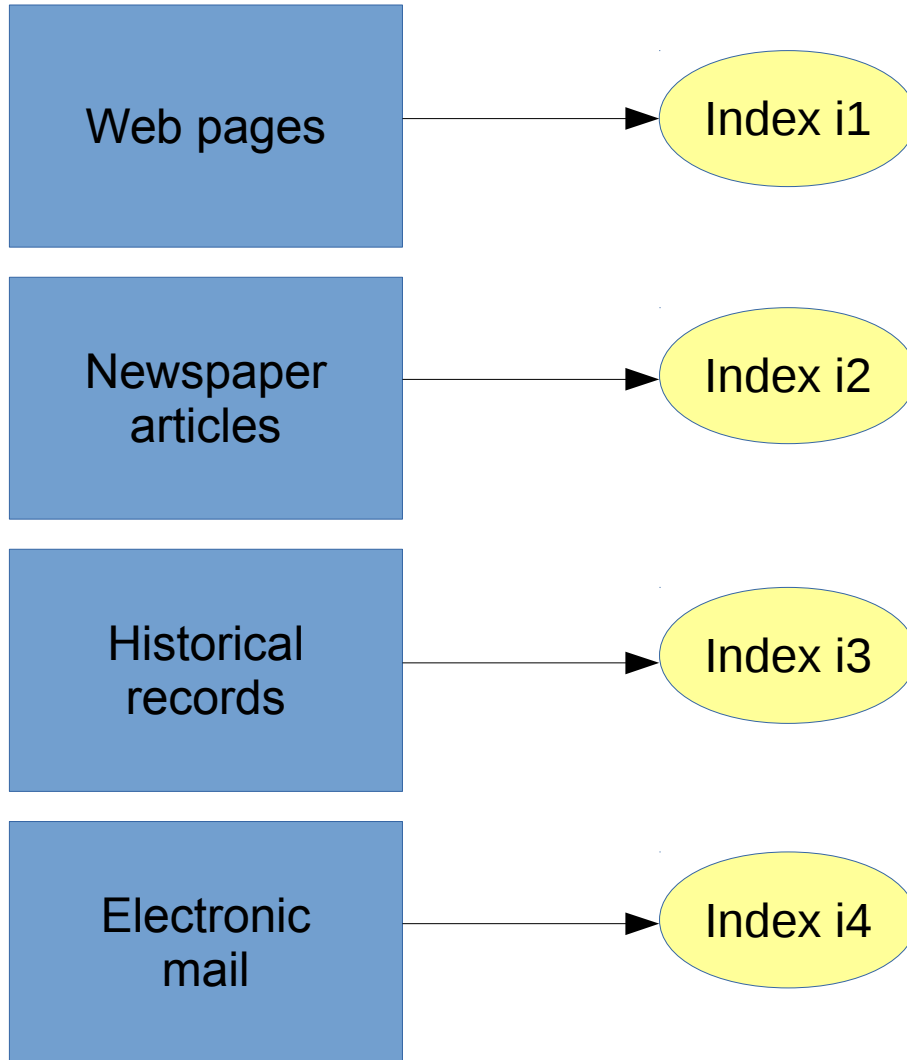 Web pages
Index i1
Newspaper
articles
Index i2
Historical
records
Index i3
Electronic
mail
Index i4